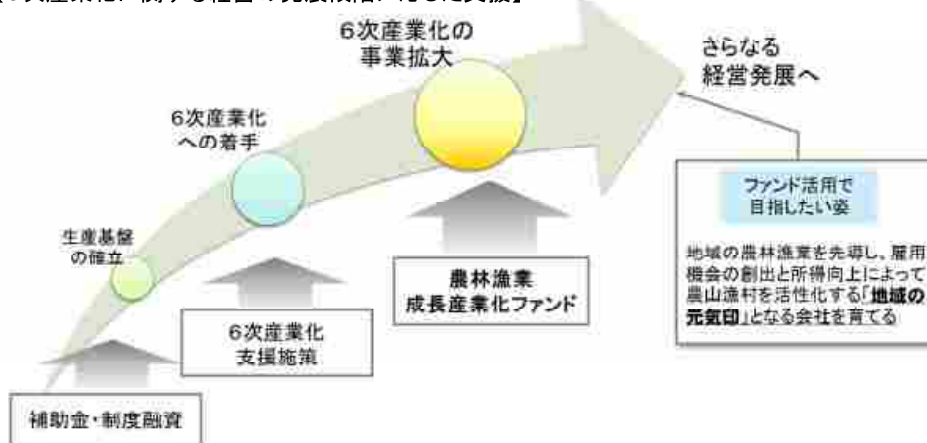 6次産業化の
事業拡大
さらなる
経営発展へ
6次産業化
への着手
ファンド活用で
目指したい姿
生産基盤
の確立
地域の農林漁業を先導し、雇用
機会の創出と所得向上によって
農山漁村を活性化する「地域の
元気印」となる会社を育てる
農林漁業
成長産業化ファンド
6次産業化
支援施策
補助金・制度融資